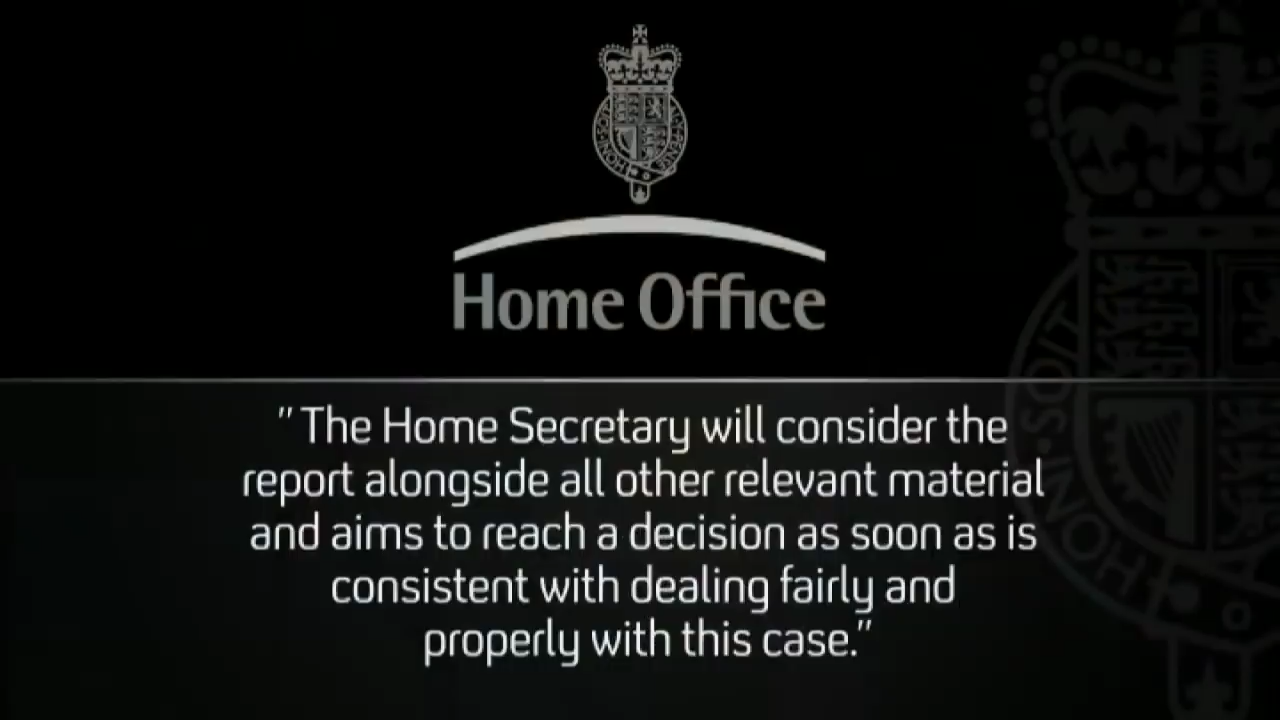 Home Office
"The Home Secretary will consider the
report alongside all other relevant material
and aims to reach a decision as soon as is
consistent with dealing fairly and
properly with this case."